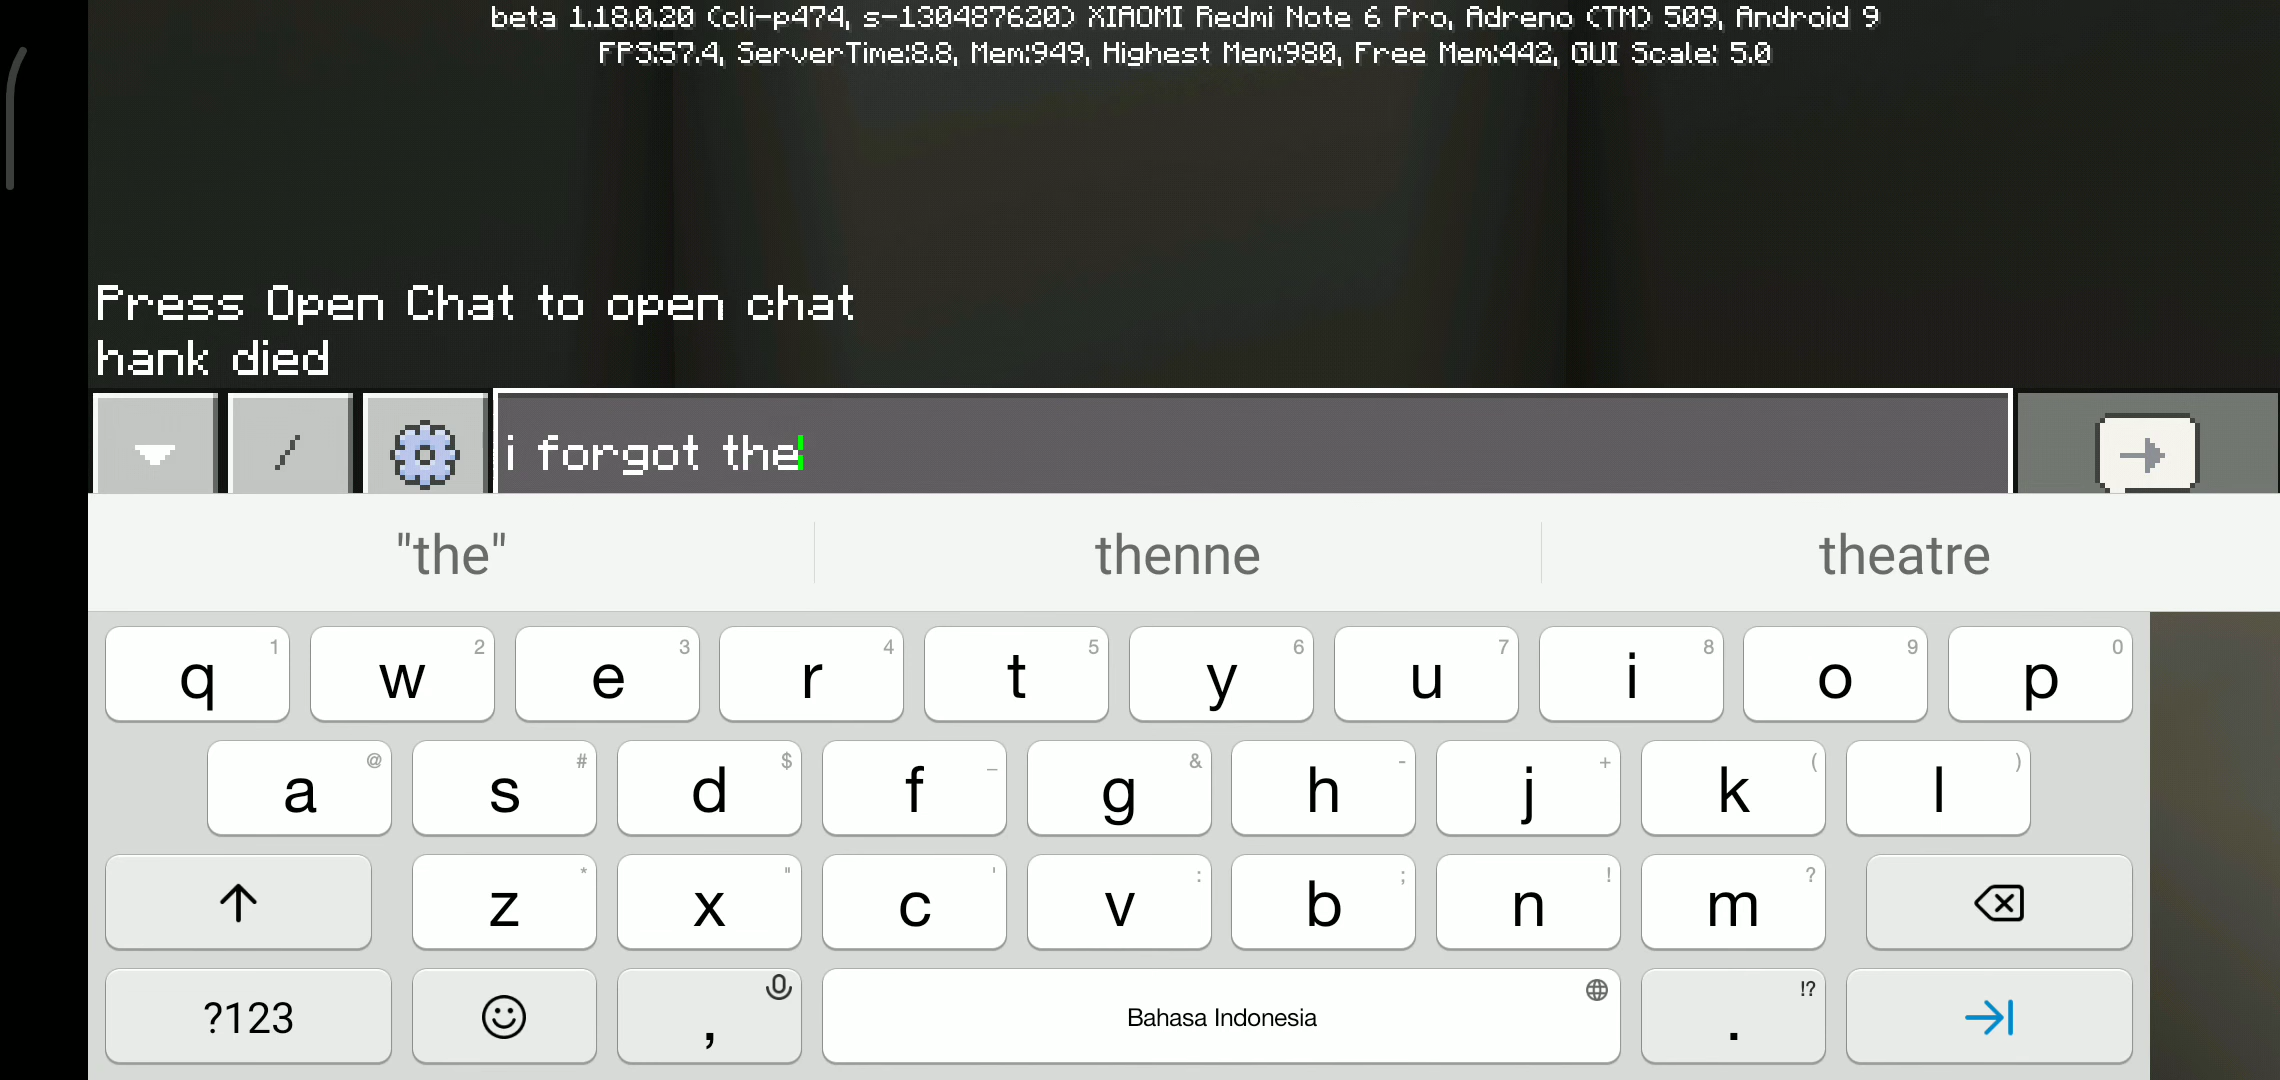 beta 1.18.0.20 (cli-p474, s-130487620) XIAOMI Redmi Note 6 Pro, Adreno (TM) 509, Android 9
FPS:57.4, ServerTime:8.8, Mem:949, Highest Mem:980, Free Mem:442, GUI Scale: 5.0
Press Open Chat to open chat
hank died
/ i forgot the
"the" thenne theatre
q 1 w 2 e 3 r 4 t 5 y 6 u 7 i 8 o 9 p 0
a @ s # d $ f _ g & h - j + k ( l )
z * x " c ' v : b ; n ! m ?
?123 , Bahasa Indonesia . !?